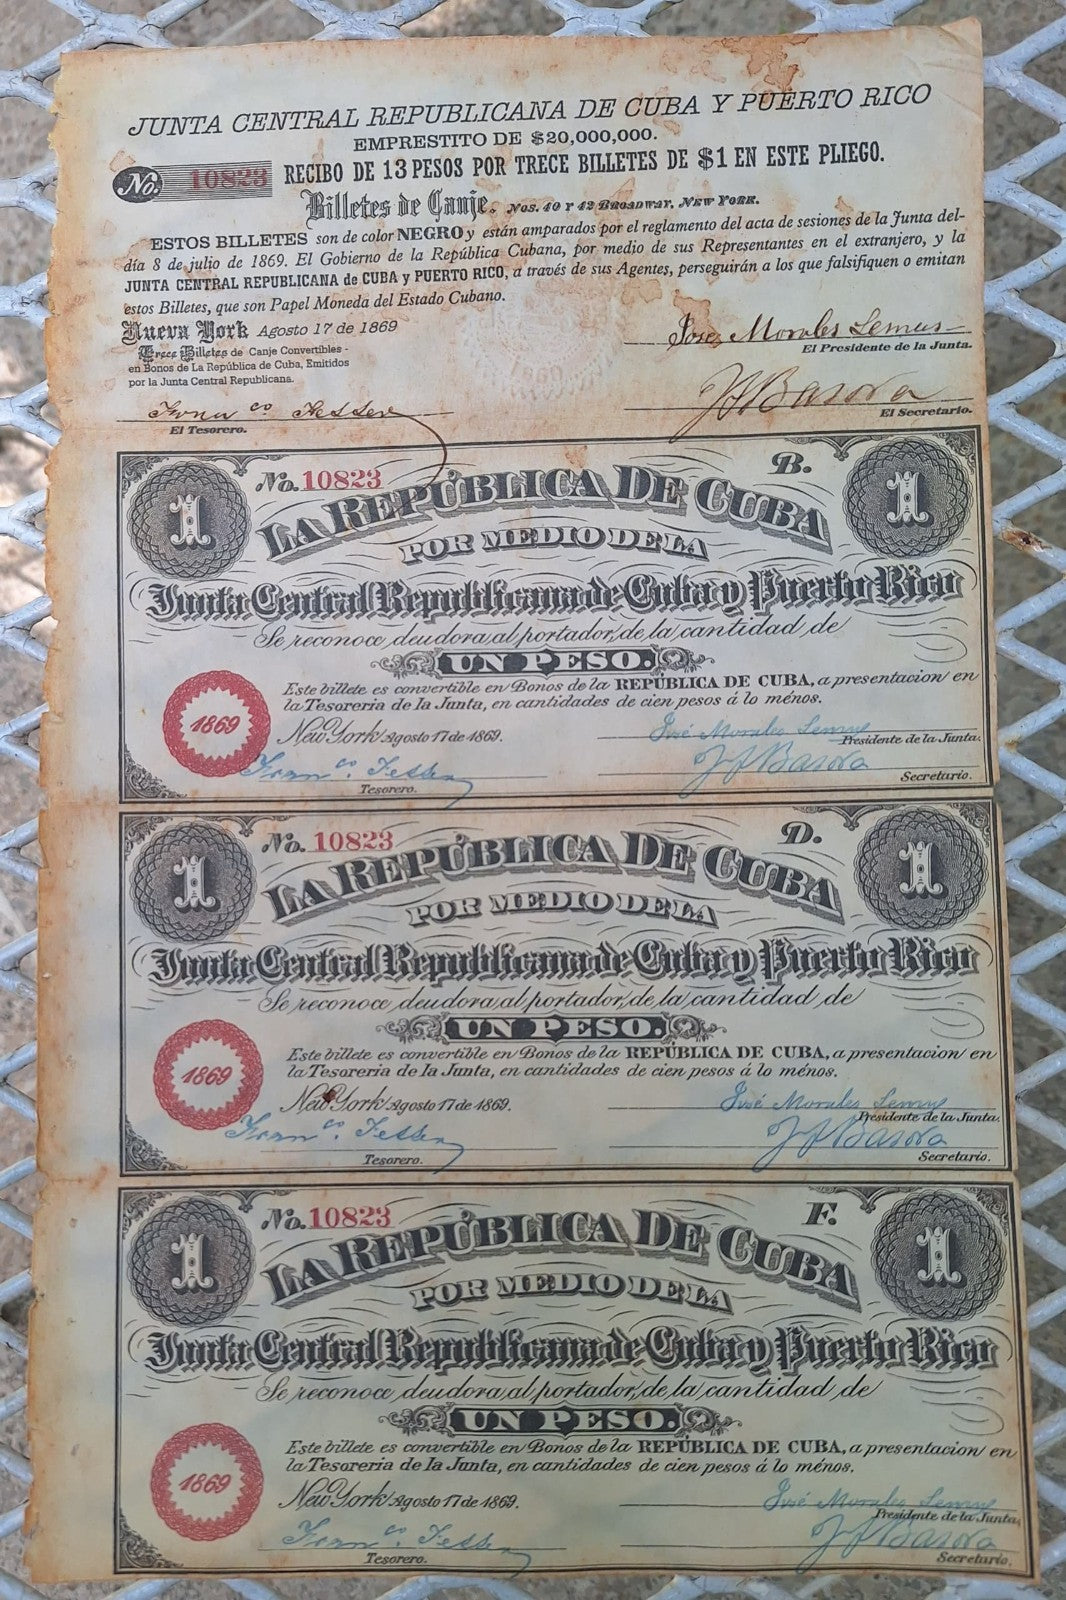 JUNTA CENTRAL REPUBLICANA DE CUBA Y PUERTO RICO
EMPRESTITO DE $20,000,000.
No. 10823 RECIBO DE 13 PESOS POR TRECE BILLETES DE $1 EN ESTE PLIEGO.
Billetes de Canje. Nos. 40 Y 42 BROADWAY, NEW YORK.
ESTOS BILLETES son de color NEGRO y están amparados por el reglamento del acta de sesiones de la Junta del-
día 8 de julio de 1869. El Gobierno de la República Cubana, por medio de sus Representantes en el extranjero, y la
JUNTA CENTRAL REPUBLICANA de CUBA y PUERTO RICO, a través de sus Agentes, perseguirán a los que falsifiquen o emitan
estos Billetes, que son Papel Moneda del Estado Cubano.
Nueva York Agosto 17 de 1869
Trece Billetes de Canje Convertibles -
en Bonos de La República de Cuba, Emitidos
por la Junta Central Republicana.
1869
José Morales Lemus
El Presidente de la Junta.
J J Basora
El Secretario.
El Tesorero.
1 No. 10823 B. 1
LA REPÚBLICA DE CUBA
POR MEDIO DE LA
Junta Central Republicana de Cuba y Puerto Rico
Se reconoce deudora al portador, de la cantidad de
UN PESO.
Este billete es convertible en Bonos de la REPÚBLICA DE CUBA, a presentacion en
la Tesoreria de la Junta, en cantidades de cien pesos á lo ménos.
1869
New York Agosto 17 de 1869.
José Morales Lemus
Presidente de la Junta.
J J Basora
Secretario.
Tesorero.
1 No. 10823 D. 1
LA REPÚBLICA DE CUBA
POR MEDIO DE LA
Junta Central Republicana de Cuba y Puerto Rico
Se reconoce deudora al portador, de la cantidad de
UN PESO.
Este billete es convertible en Bonos de la REPÚBLICA DE CUBA, a presentacion en
la Tesoreria de la Junta, en cantidades de cien pesos á lo ménos.
1869
New York Agosto 17 de 1869.
José Morales Lemus
Presidente de la Junta.
J J Basora
Secretario.
Tesorero.
1 No. 10823 F. 1
LA REPÚBLICA DE CUBA
POR MEDIO DE LA
Junta Central Republicana de Cuba y Puerto Rico
Se reconoce deudora al portador, de la cantidad de
UN PESO.
Este billete es convertible en Bonos de la REPÚBLICA DE CUBA, a presentacion en
la Tesoreria de la Junta, en cantidades de cien pesos á lo ménos.
1869
New York Agosto 17 de 1869.
José Morales Lemus
Presidente de la Junta.
J J Basora
Secretario.
Tesorero.